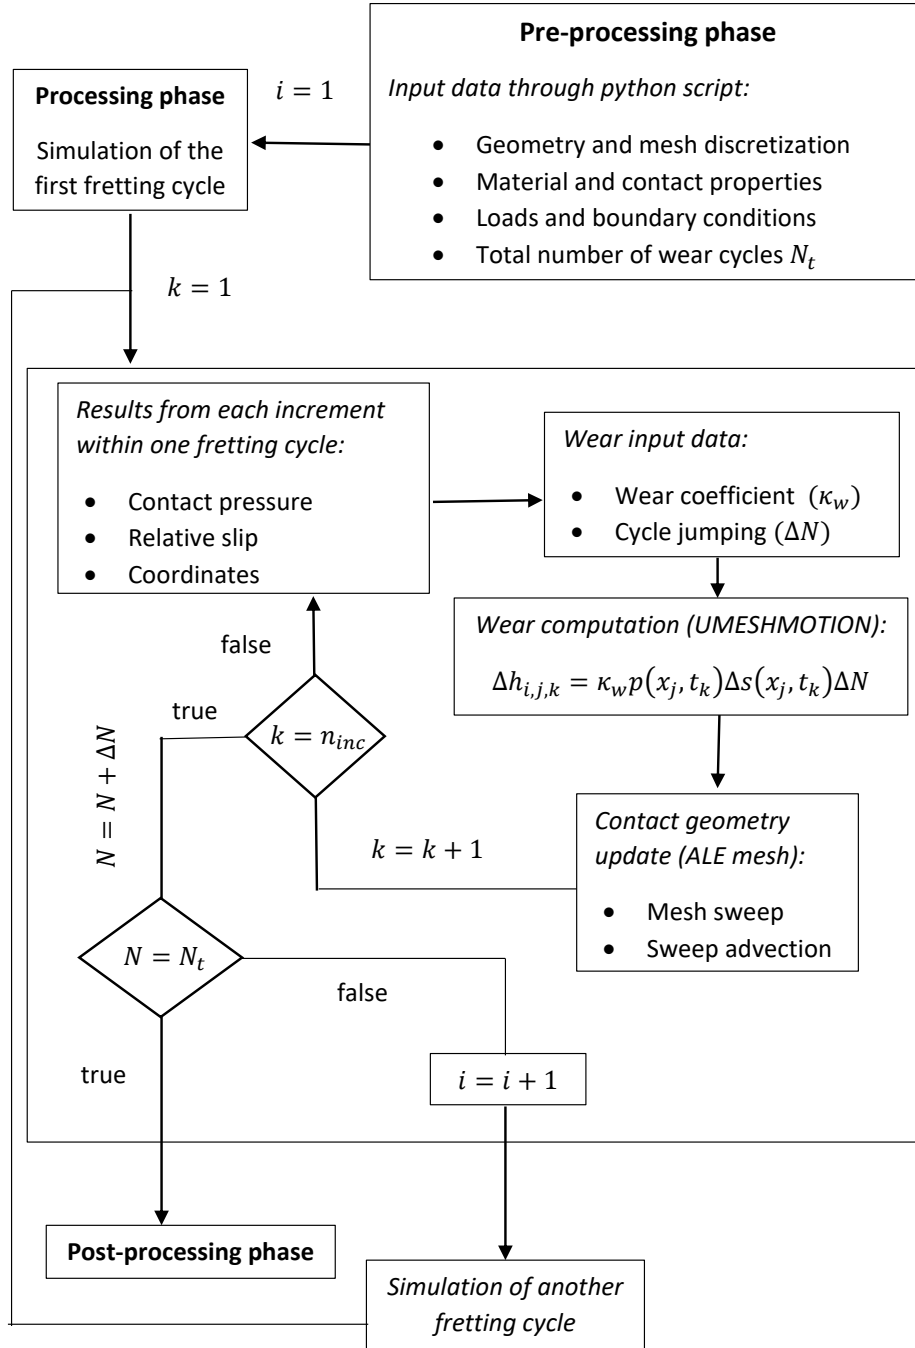 Pre-processing phase
Input data through python script:
• Geometry and mesh discretization
• Material and contact properties
• Loads and boundary conditions
• Total number of wear cycles N_t
i = 1
Processing phase
Simulation of the
first fretting cycle
k = 1
Results from each increment
within one fretting cycle:
• Contact pressure
• Relative slip
• Coordinates
Wear input data:
• Wear coefficient (κ_w)
• Cycle jumping (ΔN)
Wear computation (UMESHMOTION):
Δh_{i,j,k} = κ_w p(x_j, t_k)Δs(x_j, t_k)ΔN
Contact geometry
update (ALE mesh):
• Mesh sweep
• Sweep advection
k = k + 1
k = n_{inc}
false
true
N = N + ΔN
N = N_t
false
true
i = i + 1
Post-processing phase
Simulation of another
fretting cycle